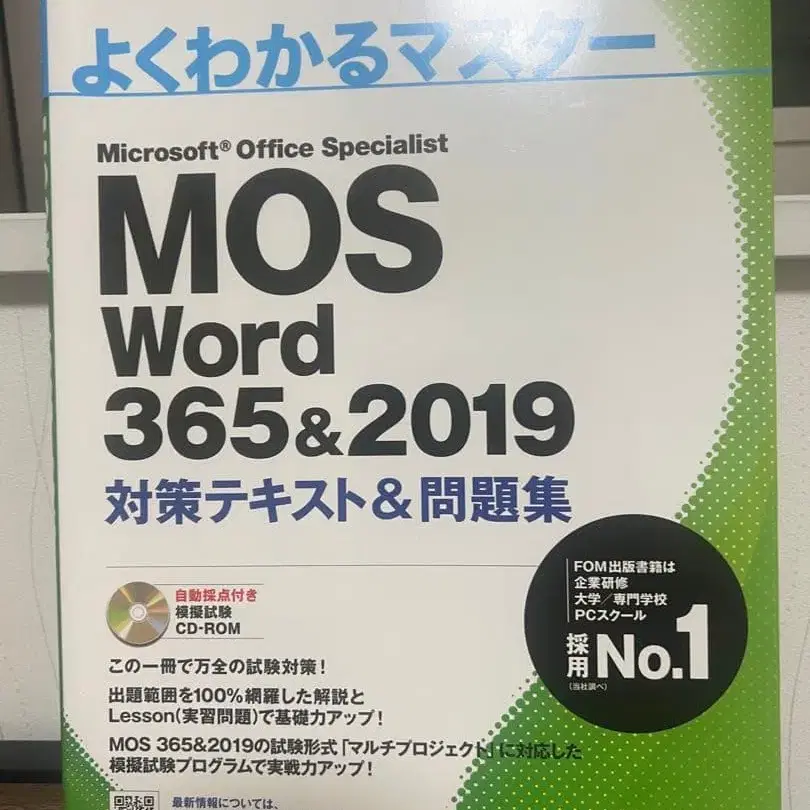 よくわかるマスター
Microsoft® Office Specialist
MOS
Word
365&2019
対策テキスト&問題集
FOM出版書籍は
企業研修
大学/専門学校
PCスクール
採用 No.1
(当社調べ)
自動採点付き
模擬試験
CD-ROM
この一冊で万全の試験対策!
出題範囲を100%網羅した解説と
Lesson(実習問題)で基礎力アップ!
MOS 365&2019の試験形式「マルチプロジェクト」に対応した
模擬試験プログラムで実戦力アップ!
最新情報については、